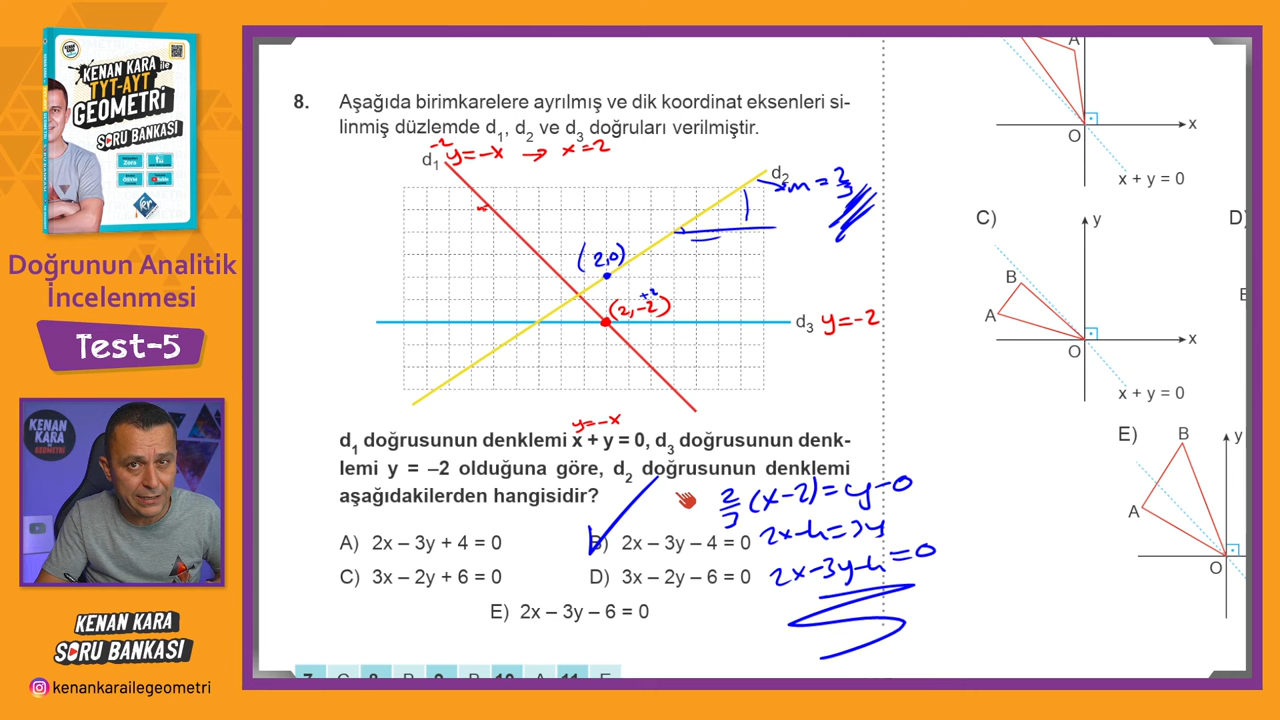 KENAN KARA ile
TYT-AYT
GEOMETRİ
SORU BANKASI
Doğrunun Analitik
İncelenmesi
Test-5
KENAN
KARA
GEOMETRİ
KENAN KARA
SORU BANKASI
kenankarailegeometri
8. Aşağıda birimkarelere ayrılmış ve dik koordinat eksenleri si-
linmiş düzlemde d1, d2 ve d3 doğruları verilmiştir.
d1 -2 y=-x → x=2
d2 m = 2/3
(2,0)
+2
(2,-2)
d3 y=-2
y=-x
d1 doğrusunun denklemi x + y = 0, d3 doğrusunun denk-
lemi y = –2 olduğuna göre, d2 doğrusunun denklemi
aşağıdakilerden hangisidir?
2/3 (x-2)=y-0
2x-4=3y
2x-3y-4=0
A) 2x – 3y + 4 = 0 B) 2x – 3y – 4 = 0
C) 3x – 2y + 6 = 0 D) 3x – 2y – 6 = 0
E) 2x – 3y – 6 = 0
A
O
x
x + y = 0
C)
y
B
A
O
x
x + y = 0
D)
E)
B
y
A
O